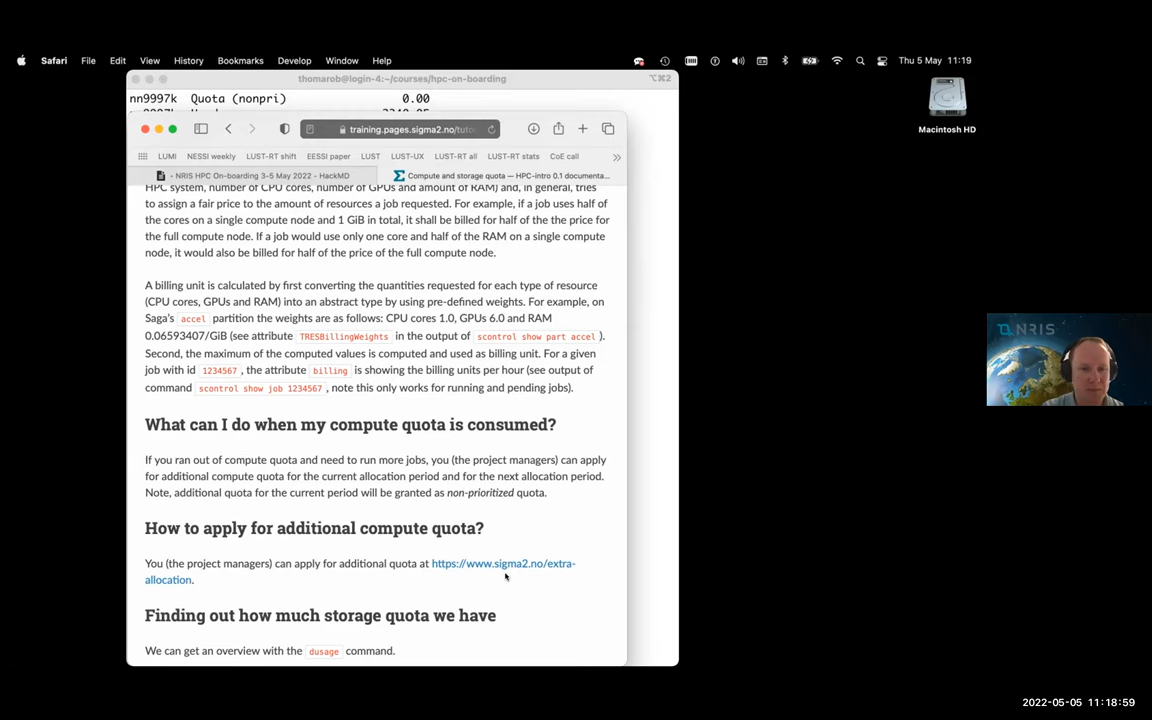 Safari File Edit View History Bookmarks Develop Window Help Thu 5 May 11:19
thomarob@login-4:~/courses/hpc-on-boarding ⌥⌘2
nn9997k Quota (nonpri) 0.00
training.pages.sigma2.no/tuto
LUMI NESSI weekly LUST-RT shift EESSI paper LUST LUST-UX LUST-RT all LUST-RT stats CoE call »
- NRIS HPC On-boarding 3-5 May 2022 - HackMD Compute and storage quota — HPC-intro 0.1 documenta...
HPC system, number of CPU cores, number of GPUs and amount of RAM) and, in general, tries
to assign a fair price to the amount of resources a job requested. For example, if a job uses half of
the cores on a single compute node and 1 GiB in total, it shall be billed for half of the the price for
the full compute node. If a job would use only one core and half of the RAM on a single compute
node, it would also be billed for half of the price of the full compute node.
A billing unit is calculated by first converting the quantities requested for each type of resource
(CPU cores, GPUs and RAM) into an abstract type by using pre-defined weights. For example, on
Saga's accel partition the weights are as follows: CPU cores 1.0, GPUs 6.0 and RAM
0.06593407/GiB (see attribute TRESBillingWeights in the output of scontrol show part accel ).
Second, the maximum of the computed values is computed and used as billing unit. For a given
job with id 1234567 , the attribute billing is showing the billing units per hour (see output of
command scontrol show job 1234567 , note this only works for running and pending jobs).
What can I do when my compute quota is consumed?
If you ran out of compute quota and need to run more jobs, you (the project managers) can apply
for additional compute quota for the current allocation period and for the next allocation period.
Note, additional quota for the current period will be granted as non-prioritized quota.
How to apply for additional compute quota?
You (the project managers) can apply for additional quota at https://www.sigma2.no/extra-
allocation.
Finding out how much storage quota we have
We can get an overview with the dusage command.
Macintosh HD
NRIS
2022-05-05 11:18:59